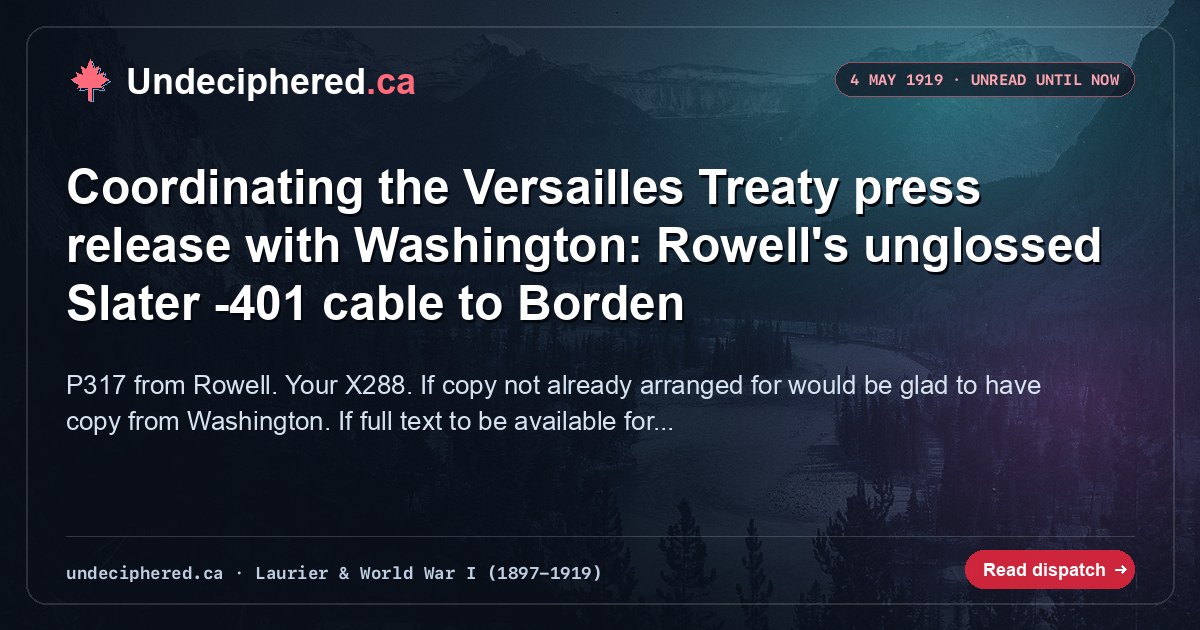 Undeciphered.ca
4 MAY 1919 · UNREAD UNTIL NOW
Coordinating the Versailles Treaty press
release with Washington: Rowell's unglossed
Slater -401 cable to Borden
P317 from Rowell. Your X288. If copy not already arranged for would be glad to have
copy from Washington. If full text to be available for...
undeciphered.ca · Laurier & World War I (1897–1919)
Read dispatch →